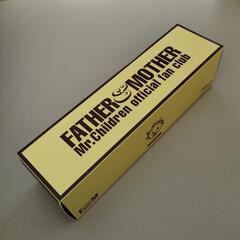 FATHER & MOTHER
Mr.Children official fan club